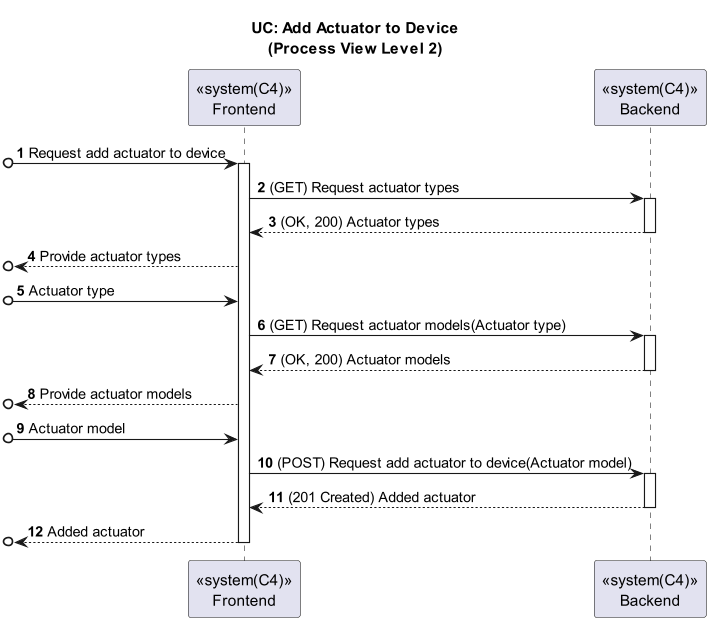 UC: Add Actuator to Device
(Process View Level 2)
«system(C4)»
Frontend
«system(C4)»
Backend
1 Request add actuator to device
2 (GET) Request actuator types
3 (OK, 200) Actuator types
4 Provide actuator types
5 Actuator type
6 (GET) Request actuator models(Actuator type)
7 (OK, 200) Actuator models
8 Provide actuator models
9 Actuator model
10 (POST) Request add actuator to device(Actuator model)
11 (201 Created) Added actuator
12 Added actuator
«system(C4)»
Frontend
«system(C4)»
Backend